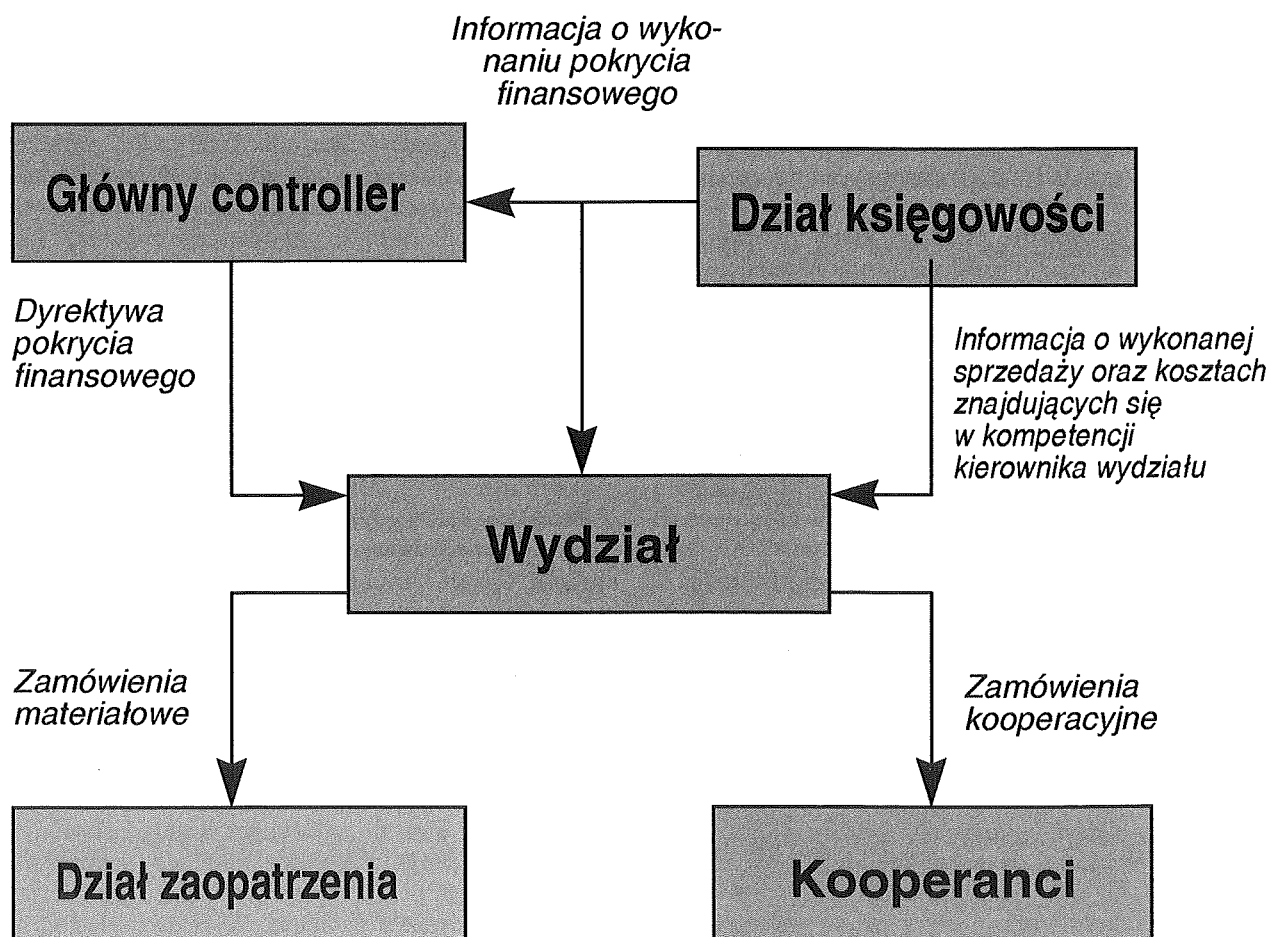 Informacja o wyko-
naniu pokrycia
finansowego
Główny controller
Dział księgowości
Dyrektywa
pokrycia
finansowego
Informacja o wykonanej
sprzedaży oraz kosztach
znajdujących się
w kompetencji
kierownika wydziału
Wydział
Zamówienia
materiałowe
Zamówienia
kooperacyjne
Dział zaopatrzenia
Kooperanci